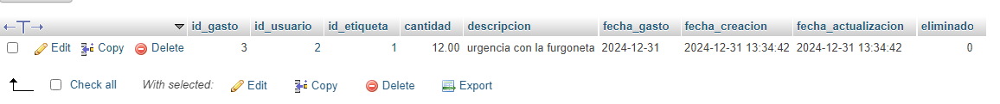 id_gasto id_usuario id_etiqueta cantidad descripcion fecha_gasto fecha_creacion fecha_actualizacion eliminado
Edit Copy Delete 3 2 1 12.00 urgencia con la furgoneta 2024-12-31 2024-12-31 13:34:42 2024-12-31 13:34:42 0
Check all With selected: Edit Copy Delete Export